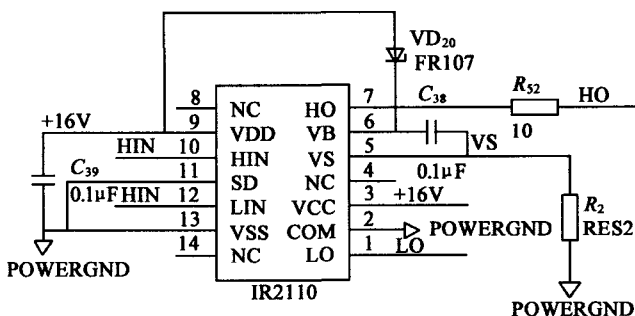 VD20
FR107
8 NC HO 7 C38 R52 HO
+16V 9 VDD VB 6 10
HIN 10 HIN VS 5 VS
C39 11 SD NC 4 0.1μF
0.1μF HIN 12 LIN VCC 3 +16V R2
13 VSS COM 2 POWERGND RES2
14 NC LO 1 LO
POWERGND
IR2110
POWERGND